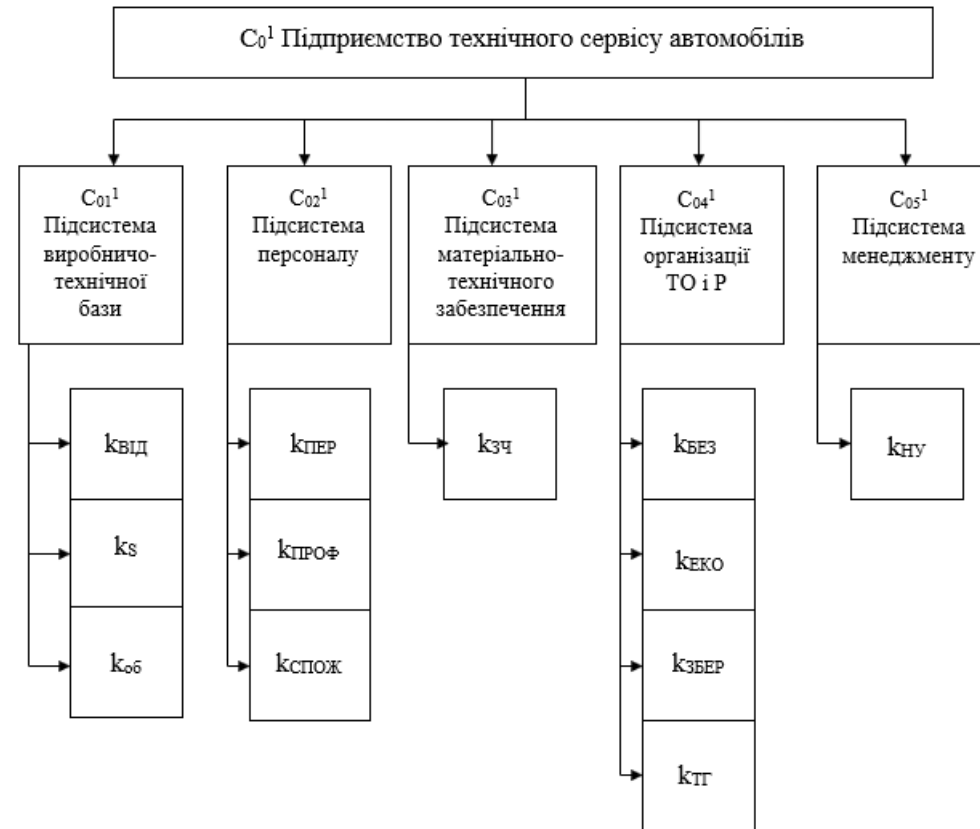 C₀¹ Підприємство технічного сервісу автомобілів
C₀₁¹
Підсистема
виробничо-
технічної
бази
C₀₂¹
Підсистема
персоналу
C₀₃¹
Підсистема
матеріально-
технічного
забезпечення
C₀₄¹
Підсистема
організації
ТО і Р
C₀₅¹
Підсистема
менеджменту
kВІД
kS
kоб
kПЕР
kПРОФ
kСПОЖ
kЗЧ
kБЕЗ
kЕКО
kЗБЕР
kТГ
kНУ